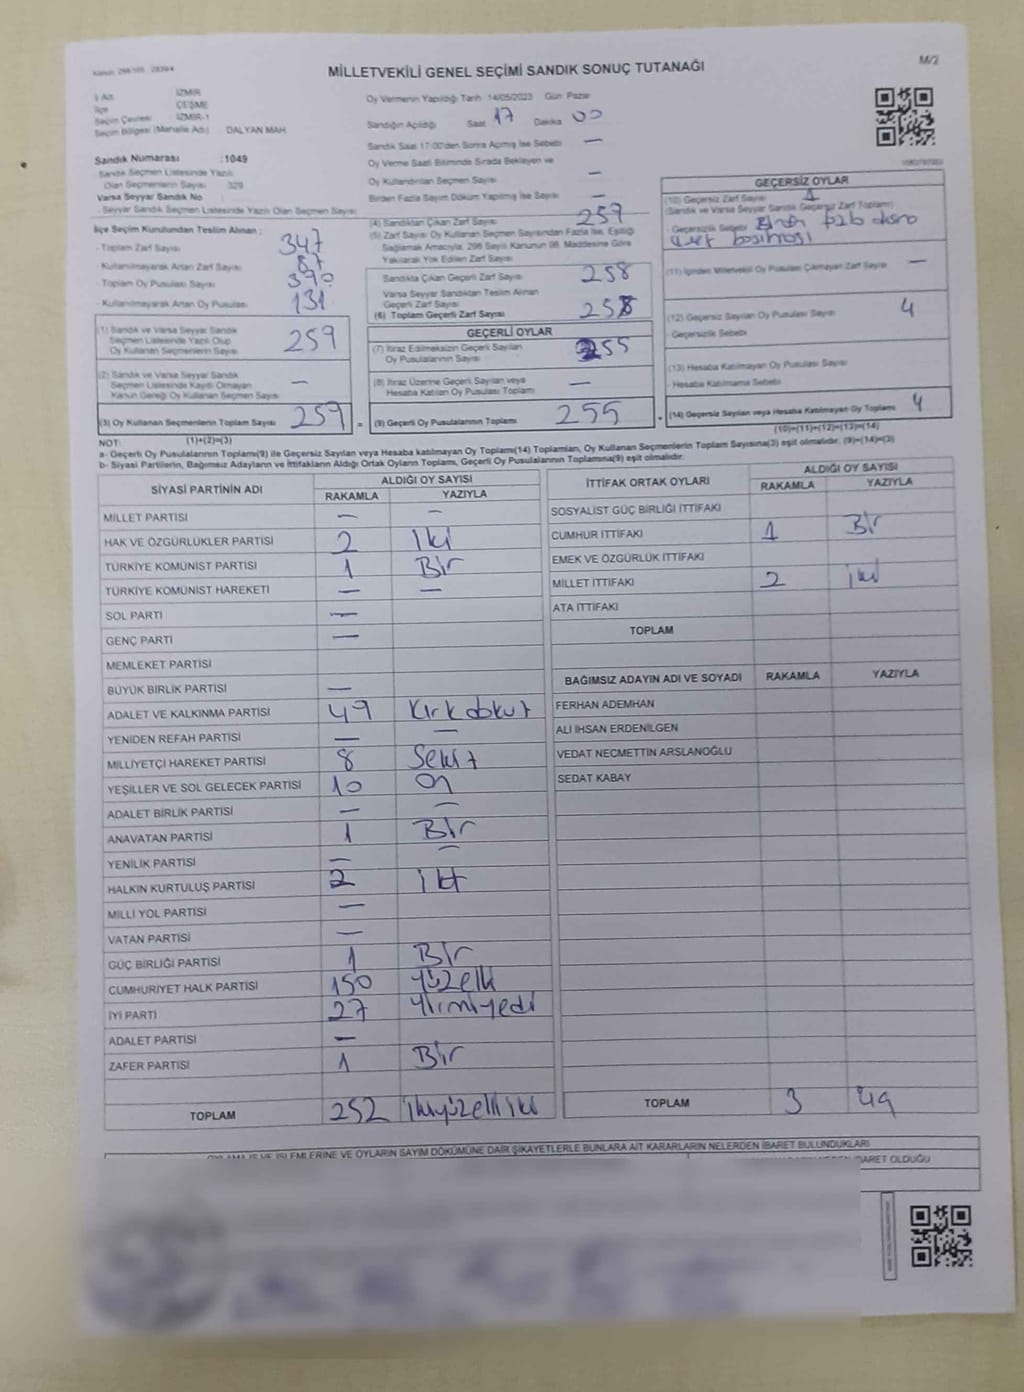 MİLLETVEKİLİ GENEL SEÇİMİ SANDIK SONUÇ TUTANAĞI
M/2
İl Adı İZMİR
İlçe ÇEŞME
Seçim Çevresi İZMİR-1
Seçim Bölgesi (Mahalle Adı) DALYAN MAH
Sandık Numarası :1049
Sandık Seçmen Listesinde Yazılı
Olan Seçmenlerin Sayısı 329
Varsa Seyyar Sandık No
Seyyar Sandık Seçmen Listesinde Yazılı Olan Seçmen Sayısı
İlçe Seçim Kurulundan Teslim Alınan :
- Toplam Zarf Sayısı 347
Kullanılmayarak Artan Zarf Sayısı 87
- Toplam Oy Pusulası
- Kullanılmayarak Artan Oy Pusulası 131
(1) Sandık ve Varsa Seyyar Sandık
Seçmen Listesinde Yazılı Olup
Oy Kullanan Seçmenlerin Sayısı 259
(2) Sandık ve Varsa Seyyar Sandık
Seçmen Listesinde Kayıtlı Olmayan
Kanun Gereği Oy Kullanan Seçmen Sayısı —
(3) Oy Kullanan Seçmenlerin Toplam Sayısı 259
(1)+(2)=(3)
Oy Vermenin Yapıldığı Tarih 14/05/2023 Gün Pazar
Sandığın Açıldığı Saat 17 Dakika 00
Sandık Saat 17:00'den Sonra Açılmış İse Sebebi —
Oy Verme Saati Bitiminde Sırada Bekleyen ve
Oy Kullandırılan Seçmen Sayısı —
Birden Fazla Sayım Döküm Yapılmış İse Sayısı —
(4) Sandıktan Çıkan Zarf Sayısı 259
(5) Zarf Sayısı Oy Kullanan Seçmen Sayısından Fazla İse, Eşitliği
Sağlamak Amacıyla, 298 Sayılı Kanunun 98. Maddesine Göre
Yakılarak Yok Edilen Zarf Sayısı
Sandıkta Çıkan Geçerli Zarf Sayısı 258
Varsa Seyyar Sandıktan Teslim Alınan
Geçerli Zarf Sayısı
(6) Toplam Geçerli Zarf Sayısı 258
GEÇERLİ OYLAR
(7) İtiraz Edilmeksizin Geçerli Sayılan
Oy Pusulalarının Sayısı 255
(8) İtiraz Üzerine Geçerli Sayılan veya
Hesaba Katılan Oy Pusulası Toplamı —
= (9) Geçerli Oy Pusulalarının Toplamı 255
GEÇERSİZ OYLAR
(10) Geçersiz Zarf Sayısı 1
(Sandık ve Varsa Seyyar Sandık Geçersiz Zarf Toplamı)
Geçersizlik Sebebi
(11) İçinden Milletvekili Oy Pusulası Çıkmayan Zarf Sayısı —
(12) Geçersiz Sayılan Oy Pusulası Sayısı 4
Geçersizlik Sebebi
(13) Hesaba Katılmayan Oy Pusulası Sayısı
- Hesaba Katılmama Sebebi
+ (14) Geçersiz Sayılan veya Hesaba Katılmayan Oy Toplamı 4
(10)+(11)+(12)+(13)=(14)
NOT:
a- Geçerli Oy Pusulalarının Toplamı(9) ile Geçersiz Sayılan veya Hesaba katılmayan Oy Toplamı(14) Toplamları, Oy Kullanan Seçmenlerin Toplam Sayısına(3) eşit olmalıdır. (9)+(14)=(3)
b- Siyasi Partilerin, Bağımsız Adayların ve İttifakların Aldığı Ortak Oyların Toplamı, Geçerli Oy Pusulalarının Toplamına(9) eşit olmalıdır.
SİYASİ PARTİNİN ADI ALDIĞI OY SAYISI
RAKAMLA YAZIYLA
MİLLET PARTİSİ — —
HAK VE ÖZGÜRLÜKLER PARTİSİ 2 iki
TÜRKİYE KOMÜNİST PARTİSİ 1 Bir
TÜRKİYE KOMÜNİST HAREKETİ — —
SOL PARTİ —
GENÇ PARTİ —
MEMLEKET PARTİSİ
BÜYÜK BİRLİK PARTİSİ —
ADALET VE KALKINMA PARTİSİ 49 Kırkdokuz
YENİDEN REFAH PARTİSİ — —
MİLLİYETÇİ HAREKET PARTİSİ 8 Sekiz
YEŞİLLER VE SOL GELECEK PARTİSİ 10 On
ADALET BİRLİK PARTİSİ — —
ANAVATAN PARTİSİ 1 Bir
YENİLİK PARTİSİ — —
HALKIN KURTULUŞ PARTİSİ 2 iki
MİLLİ YOL PARTİSİ —
VATAN PARTİSİ —
GÜÇ BİRLİĞİ PARTİSİ 1 Bir
CUMHURİYET HALK PARTİSİ 150 Yüzelli
İYİ PARTİ 27 Yirmiyedi
ADALET PARTİSİ —
ZAFER PARTİSİ 1 Bir
TOPLAM 252 ikiyüzelliiki
İTTİFAK ORTAK OYLARI ALDIĞI OY SAYISI
RAKAMLA YAZIYLA
SOSYALİST GÜÇ BİRLİĞİ İTTİFAKI
CUMHUR İTTİFAKI 1 Bir
EMEK VE ÖZGÜRLÜK İTTİFAKI
MİLLET İTTİFAKI 2 iki
ATA İTTİFAKI
TOPLAM
BAĞIMSIZ ADAYIN ADI VE SOYADI RAKAMLA YAZIYLA
FERHAN ADEMHAN
ALİ İHSAN ERDENİLGEN
VEDAT NECMETTİN ARSLANOĞLU
SEDAT KABAY
TOPLAM 3 üç
İŞLEMLERİNE VE OYLARIN SAYIM DÖKÜMÜNE DAİR ŞİKAYETLERLE BUNLARA AİT KARARLARIN NELERDEN İBARET BULUNDUKLARI
İBARET OLDUĞU